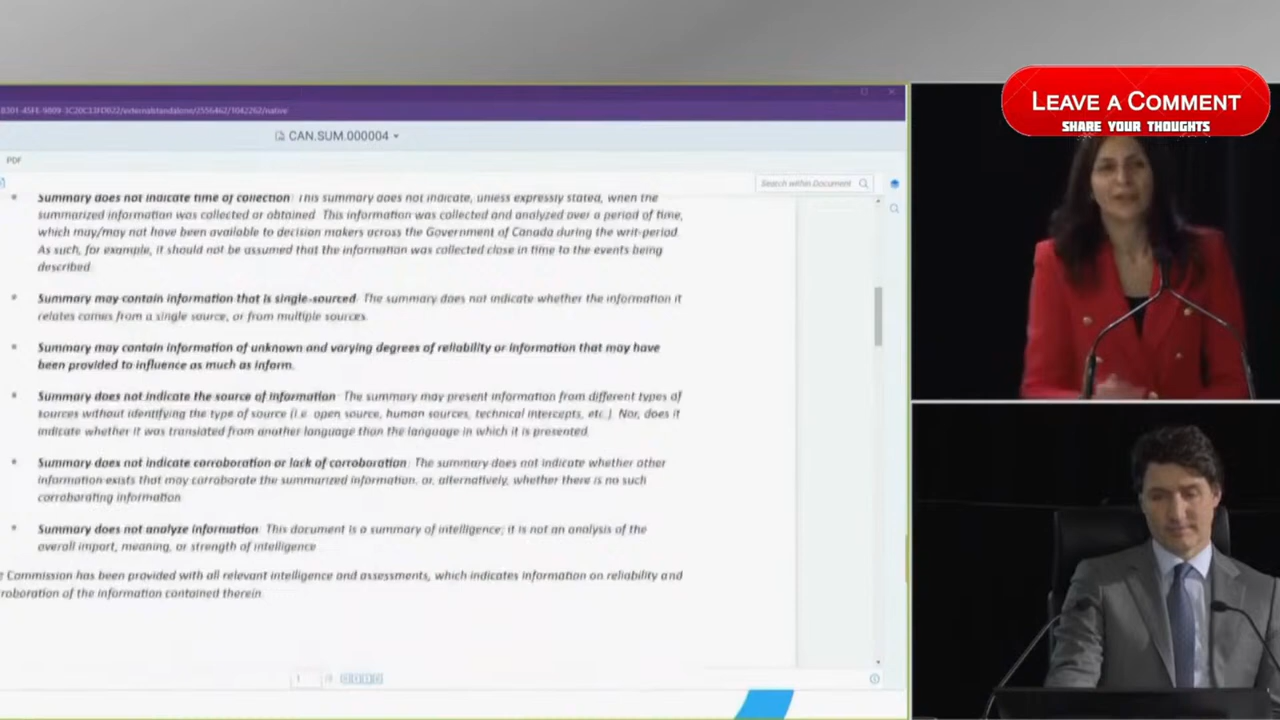 LEAVE A COMMENT
SHARE YOUR THOUGHTS
CAN.SUM.000004
PDF
Search within Document
Summary does not indicate time of collection: This summary does not indicate, unless expressly stated, when the
summarized information was collected or obtained. This information was collected and analyzed over a period of time,
which may/may not have been available to decision makers across the Government of Canada during the writ-period.
As such, for example, it should not be assumed that the information was collected close in time to the events being
described.
Summary may contain information that is single-sourced: The summary does not indicate whether the information it
relates comes from a single source, or from multiple sources.
Summary may contain information of unknown and varying degrees of reliability or information that may have
been provided to influence as much as inform.
Summary does not indicate the source of information: The summary may present information from different types of
sources without identifying the type of source (i.e. open source, human sources, technical intercepts, etc.). Nor, does it
indicate whether it was translated from another language than the language in which it is presented.
Summary does not indicate corroboration or lack of corroboration: The summary does not indicate whether other
information exists that may corroborate the summarized information, or, alternatively, whether there is no such
corroborating information
Summary does not analyze information: This document is a summary of intelligence; it is not an analysis of the
overall import, meaning, or strength of intelligence
Commission has been provided with all relevant intelligence and assessments, which indicates information on reliability and
roboration of the information contained therein.
1